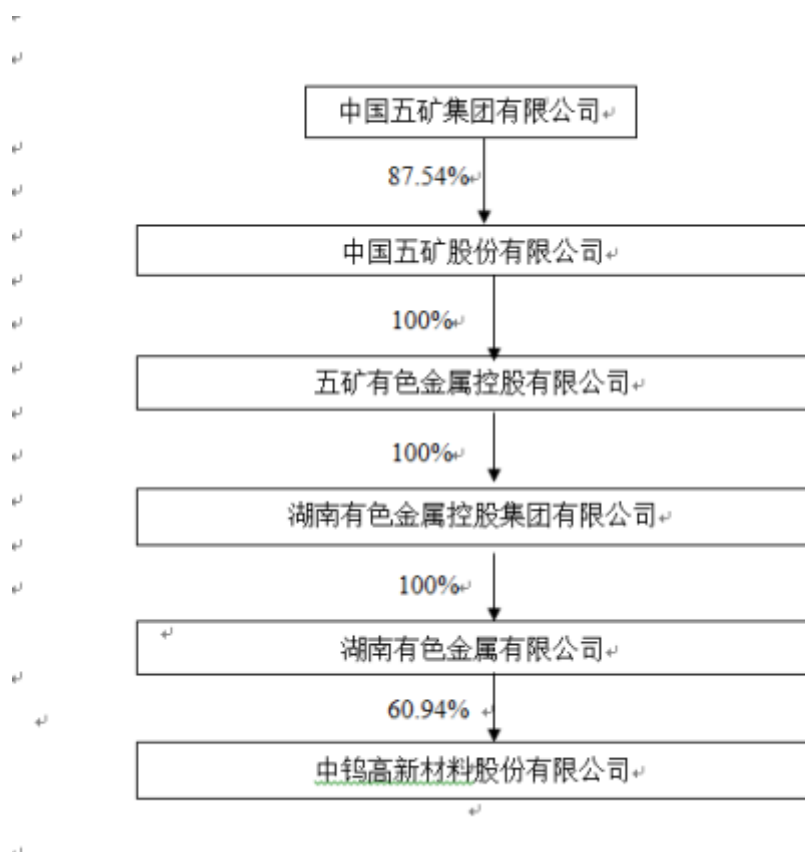 中国五矿集团有限公司
87.54%
中国五矿股份有限公司
100%
五矿有色金属控股有限公司
100%
湖南有色金属控股集团有限公司
100%
湖南有色金属有限公司
60.94%
中钨高新材料股份有限公司